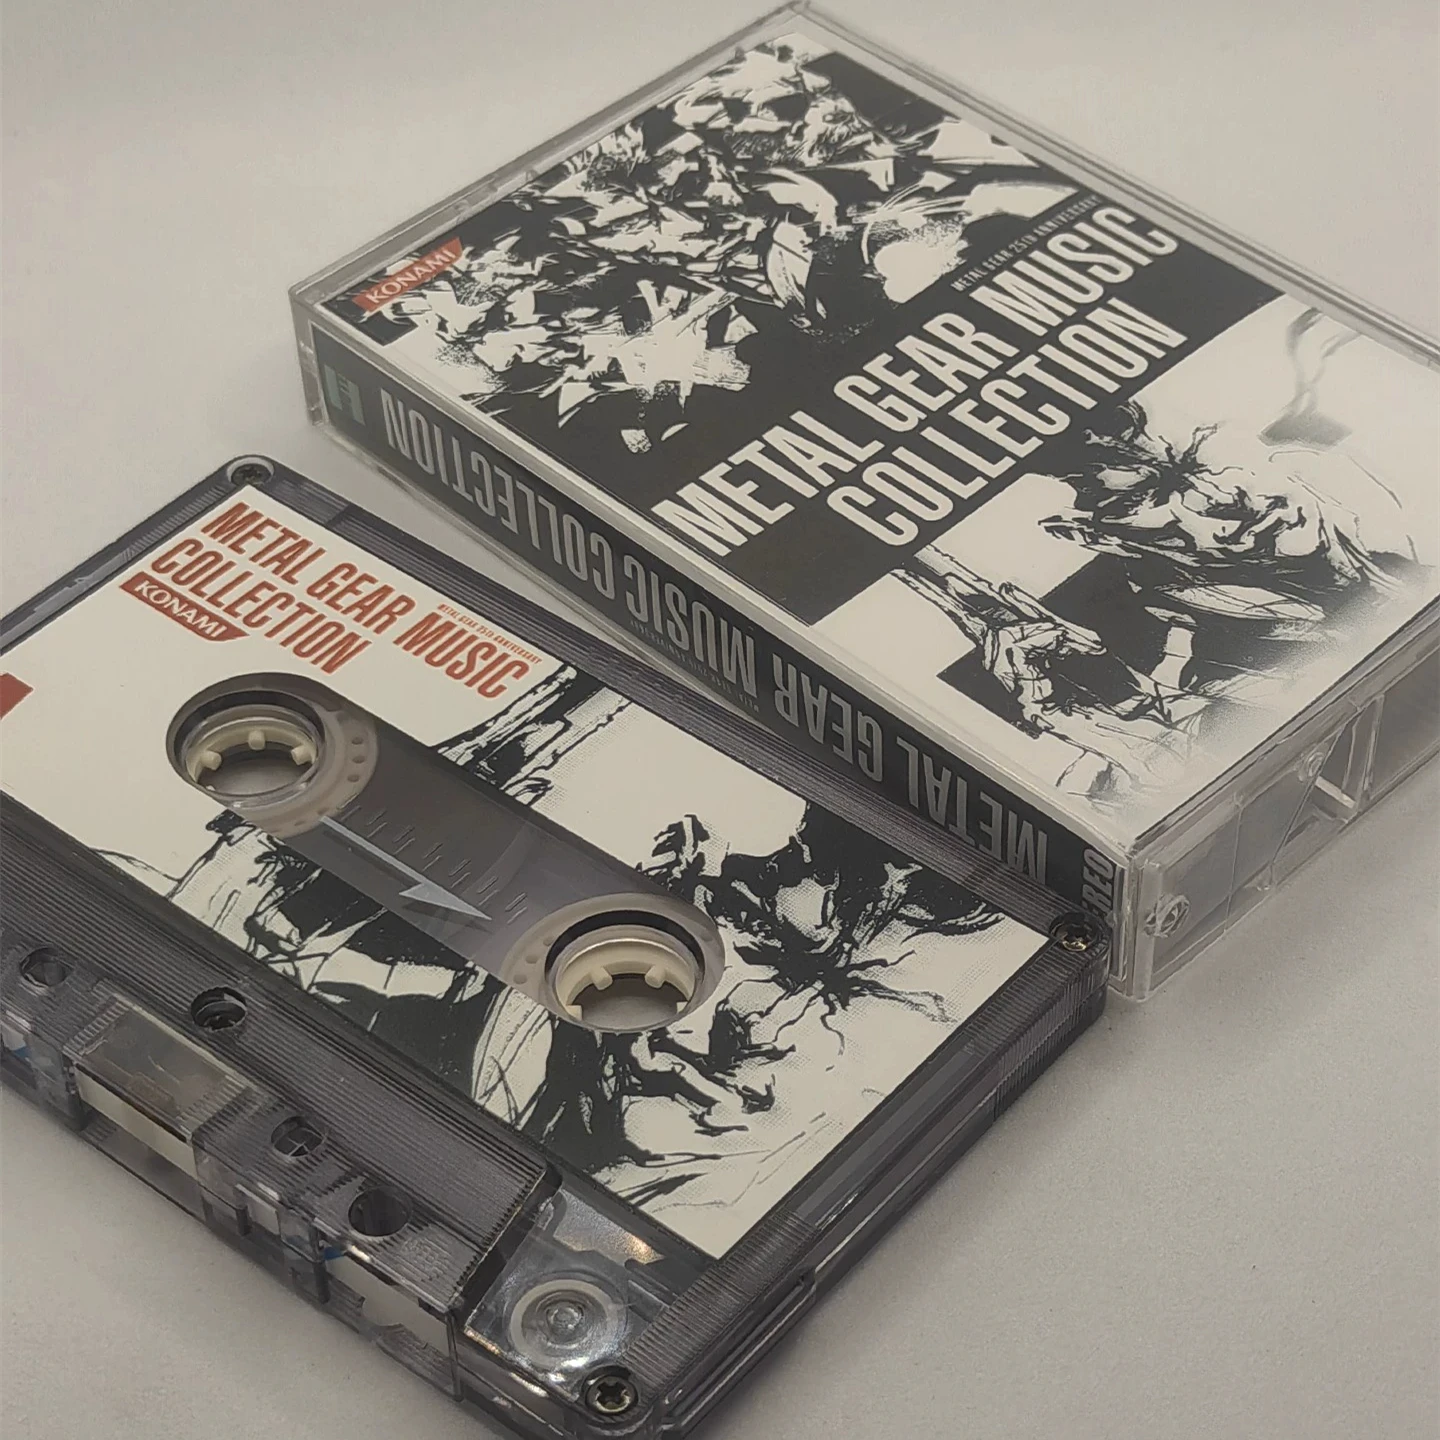 KONAMI
METAL GEAR 25TH ANNIVERSARY
METAL GEAR MUSIC
COLLECTION
METAL GEAR MUSIC COLLECTION
METAL GEAR MUSIC
METAL GEAR 25TH ANNIVERSARY
COLLECTION
KONAMI